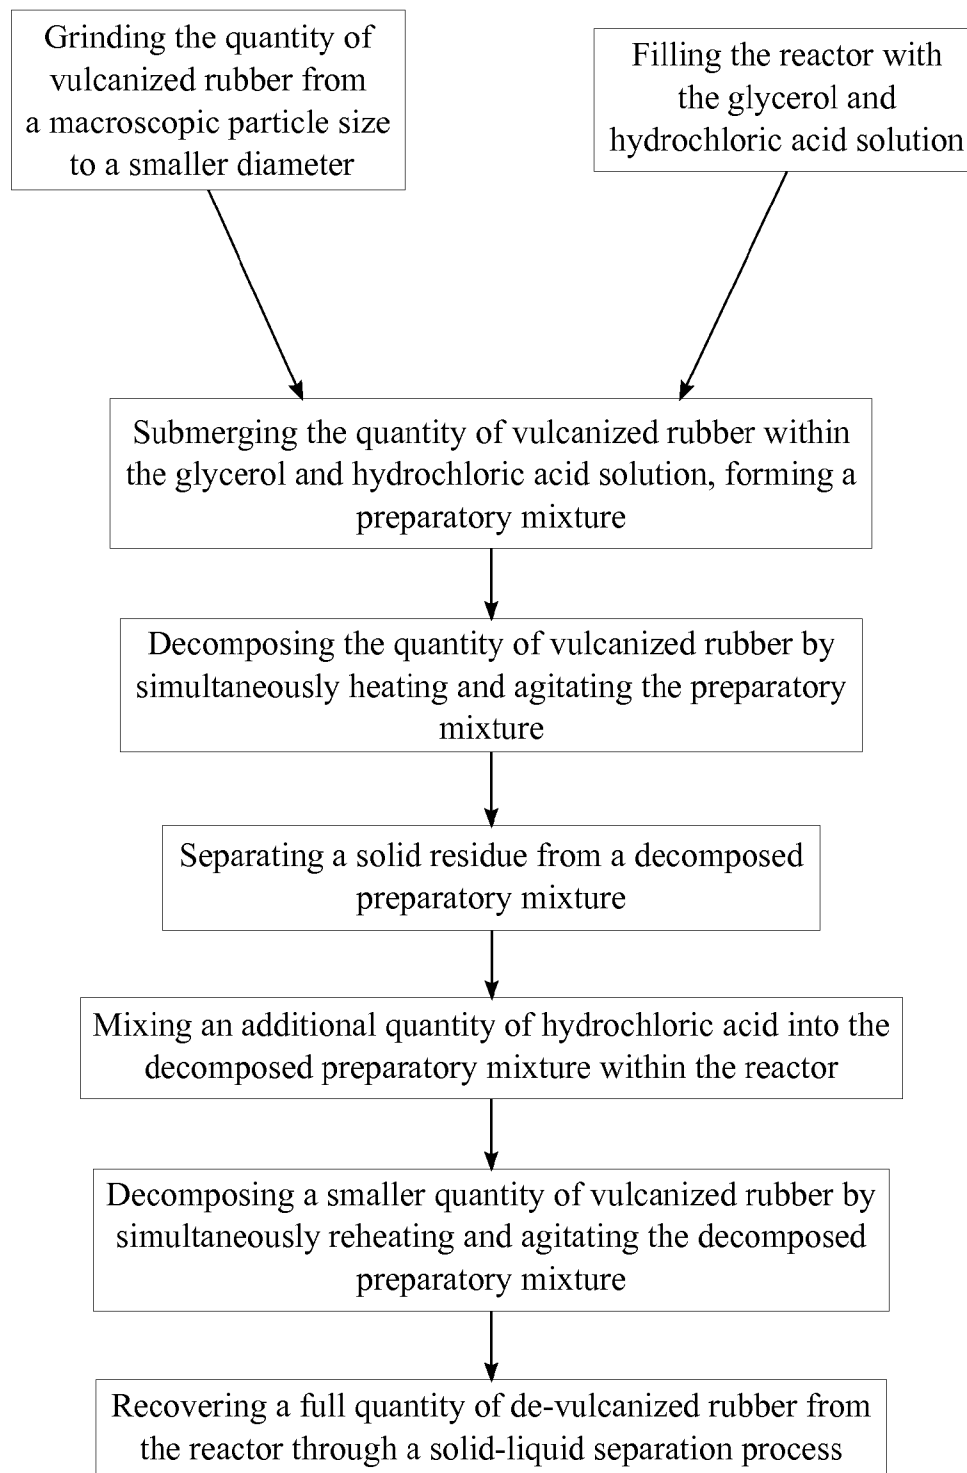 Grinding the quantity of
vulcanized rubber from
a macroscopic particle size
to a smaller diameter
Filling the reactor with
the glycerol and
hydrochloric acid solution
Submerging the quantity of vulcanized rubber within
the glycerol and hydrochloric acid solution, forming a
preparatory mixture
Decomposing the quantity of vulcanized rubber by
simultaneously heating and agitating the preparatory
mixture
Separating a solid residue from a decomposed
preparatory mixture
Mixing an additional quantity of hydrochloric acid into the
decomposed preparatory mixture within the reactor
Decomposing a smaller quantity of vulcanized rubber by
simultaneously reheating and agitating the decomposed
preparatory mixture
Recovering a full quantity of de-vulcanized rubber from
the reactor through a solid-liquid separation process